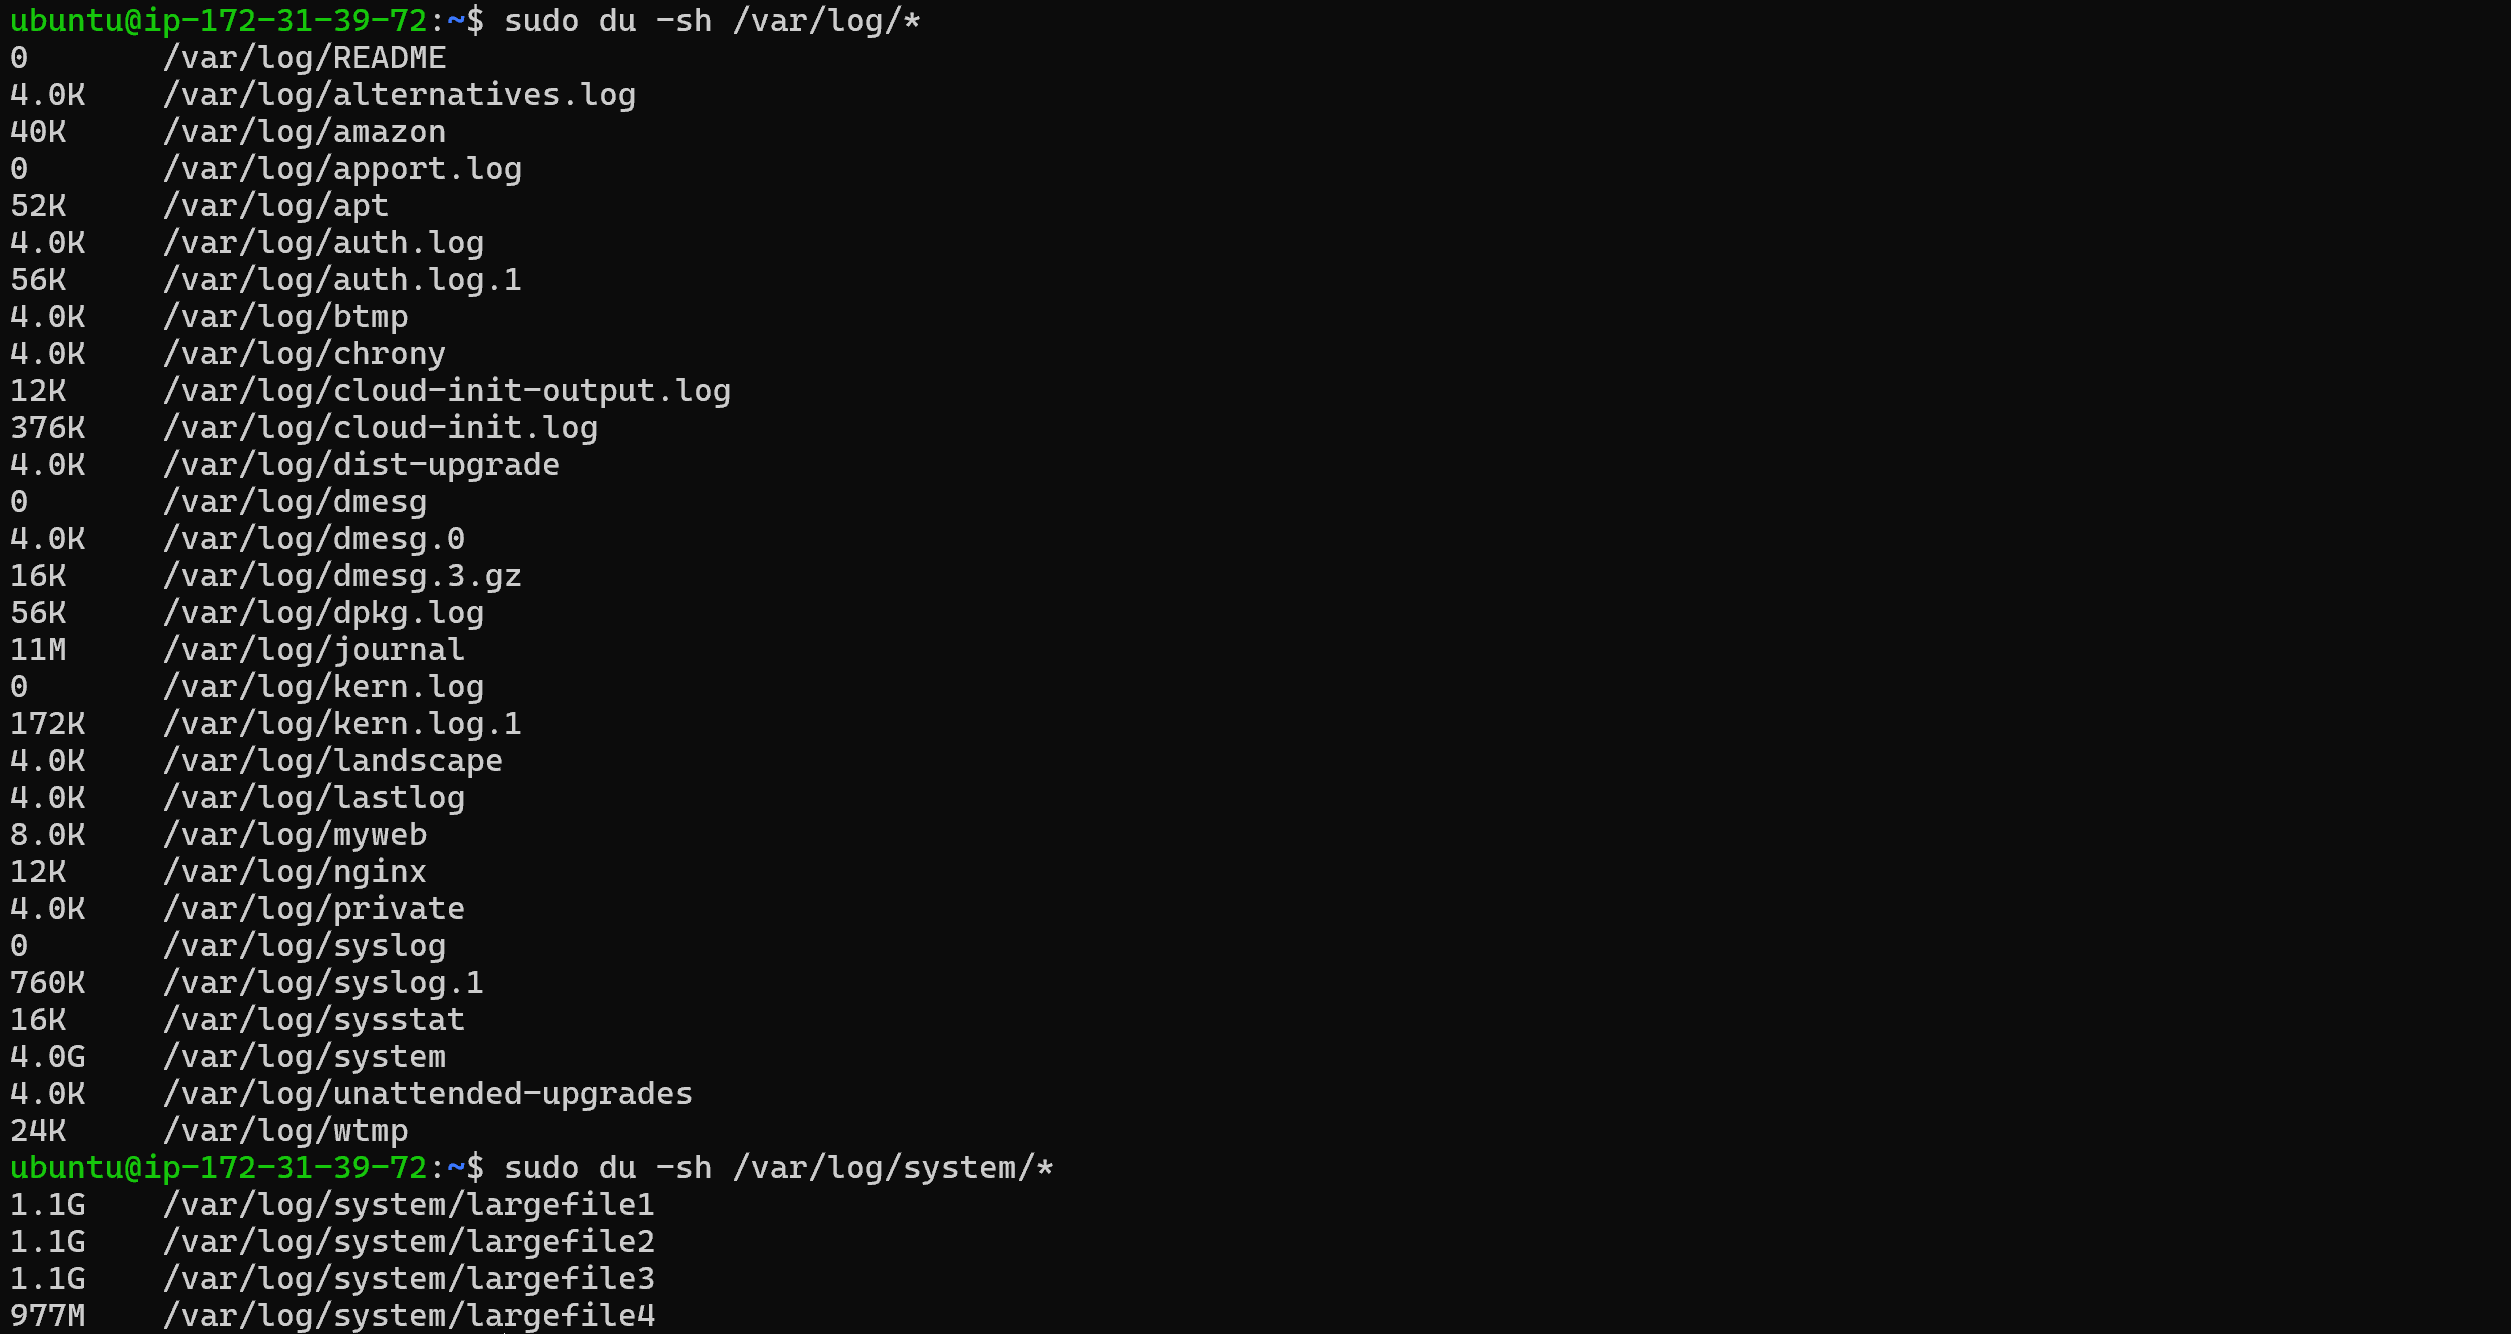 ubuntu@ip-172-31-39-72:~$ sudo du -sh /var/log/*
0       /var/log/README
4.0K    /var/log/alternatives.log
40K     /var/log/amazon
0       /var/log/apport.log
52K     /var/log/apt
4.0K    /var/log/auth.log
56K     /var/log/auth.log.1
4.0K    /var/log/btmp
4.0K    /var/log/chrony
12K     /var/log/cloud-init-output.log
376K    /var/log/cloud-init.log
4.0K    /var/log/dist-upgrade
0       /var/log/dmesg
4.0K    /var/log/dmesg.0
16K     /var/log/dmesg.3.gz
56K     /var/log/dpkg.log
11M     /var/log/journal
0       /var/log/kern.log
172K    /var/log/kern.log.1
4.0K    /var/log/landscape
4.0K    /var/log/lastlog
8.0K    /var/log/myweb
12K     /var/log/nginx
4.0K    /var/log/private
0       /var/log/syslog
760K    /var/log/syslog.1
16K     /var/log/sysstat
4.0G    /var/log/system
4.0K    /var/log/unattended-upgrades
24K     /var/log/wtmp
ubuntu@ip-172-31-39-72:~$ sudo du -sh /var/log/system/*
1.1G    /var/log/system/largefile1
1.1G    /var/log/system/largefile2
1.1G    /var/log/system/largefile3
977M    /var/log/system/largefile4